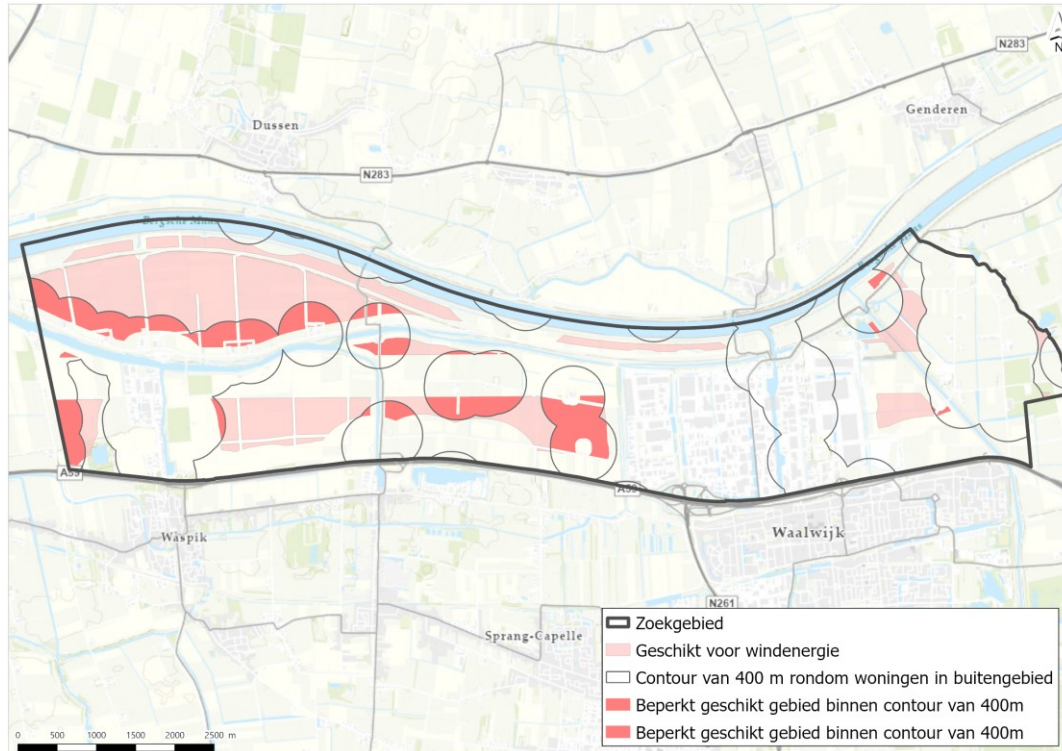 N283
N
Genderen
Dussen
N283
Bergsche Maas
A59
A59
Waspik
Waalwijk
N261
Sprang-Capelle
Zoekgebied
Geschikt voor windenergie
Contour van 400 m rondom woningen in buitengebied
Beperkt geschikt gebied binnen contour van 400m
Beperkt geschikt gebied binnen contour van 400m
0 500 1000 1500 2000 2500 m